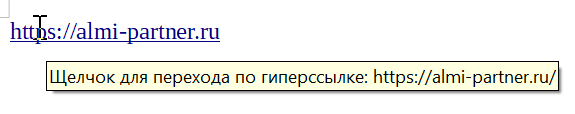 https://almi-partner.ru
Щелчок для перехода по гиперссылке: https://almi-partner.ru/